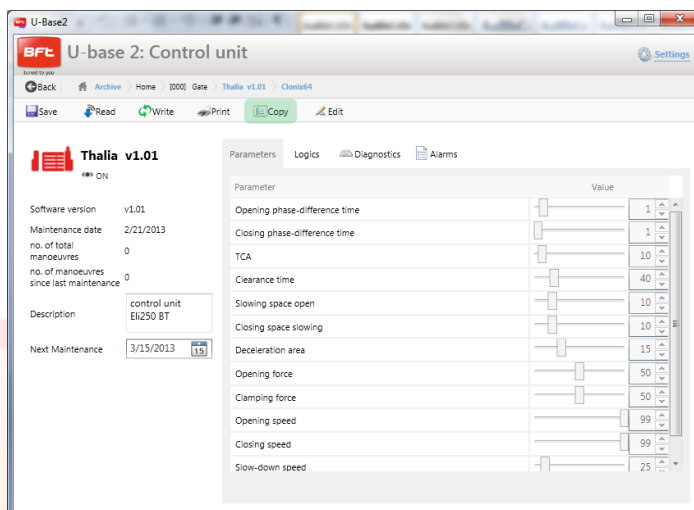 U-Base2
BFT U-base 2: Control unit
tuned to you
Settings
Back Archive Home [000] Gate Thalia v1.01 Clonix64
Save Read Write Print Copy Edit
Thalia v1.01
ON
Software version v1.01
Maintenance date 2/21/2013
no. of total
manoeuvres 0
no. of manoeuvres
since last maintenance 0
Description control unit
Eli250 BT
Next Maintenance 3/15/2013 15
Parameters Logics Diagnostics Alarms
Parameter Value
Opening phase-difference time 1
Closing phase-difference time 1
TCA 10
Clearance time 40
Slowing space open 10
Closing space slowing 10
Deceleration area 15
Opening force 50
Clamping force 50
Opening speed 99
Closing speed 99
Slow-down speed 25